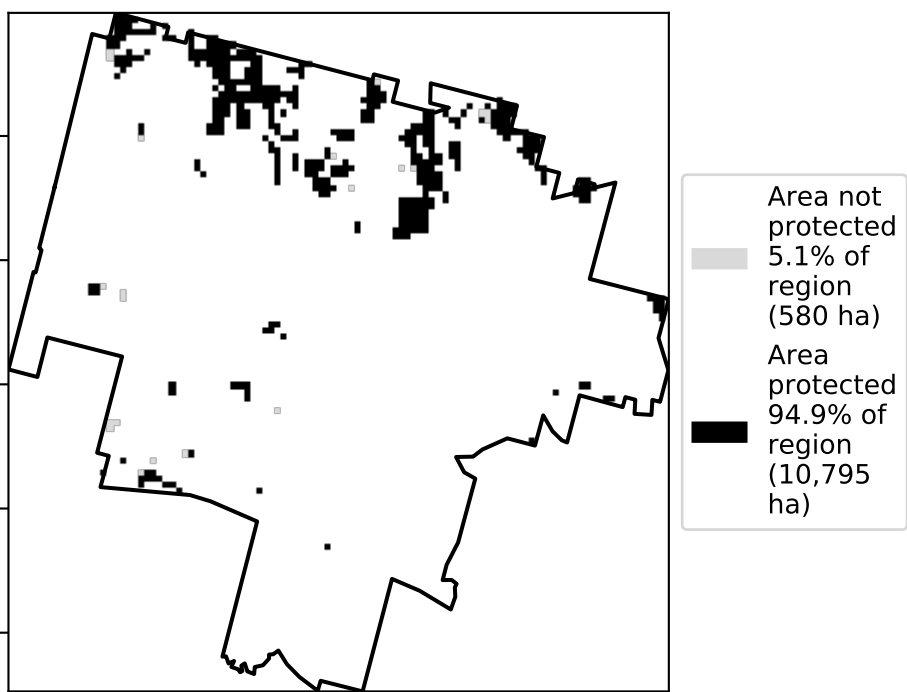 Area not
protected
5.1% of
region
(580 ha)
Area
protected
94.9% of
region
(10,795
ha)